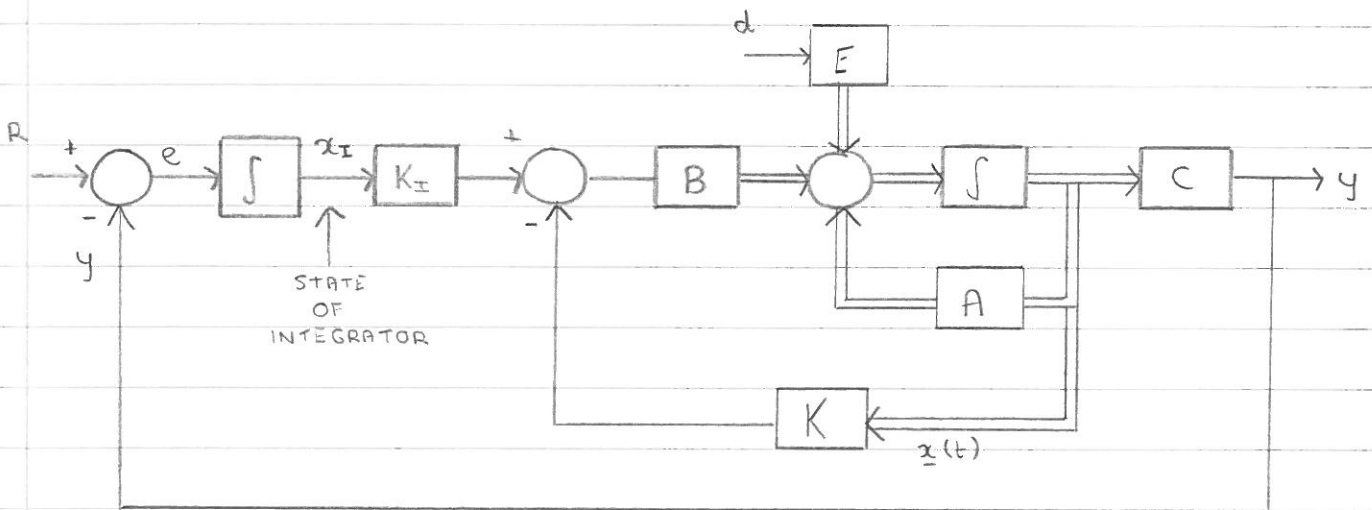 d
E
R
+
e
∫
x_I
K_I
+
B
∫
C
y
-
-
y
STATE
OF
INTEGRATOR
A
K
x(t)